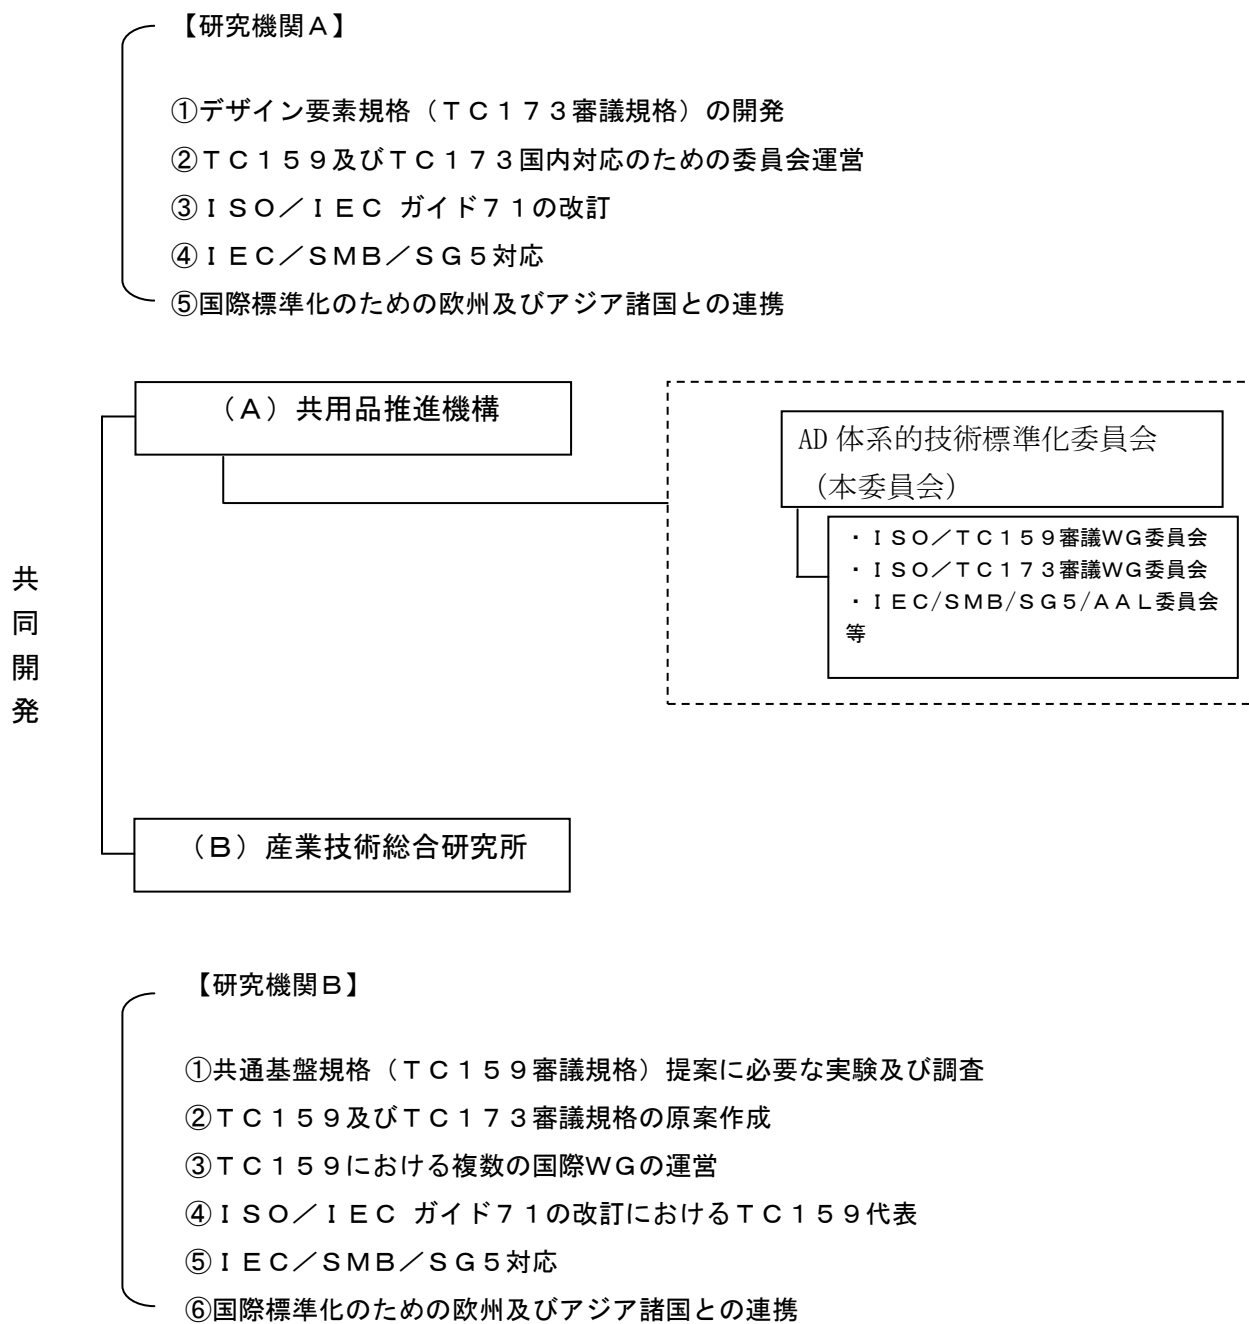 【研究機関Ａ】
①デザイン要素規格（ＴＣ１７３審議規格）の開発
②ＴＣ１５９及びＴＣ１７３国内対応のための委員会運営
③ＩＳＯ／ＩＥＣ ガイド７１の改訂
④ＩＥＣ／ＳＭＢ／ＳＧ５対応
⑤国際標準化のための欧州及びアジア諸国との連携
（Ａ）共用品推進機構
AD 体系的技術標準化委員会
（本委員会）
・ＩＳＯ／ＴＣ１５９審議ＷＧ委員会
・ＩＳＯ／ＴＣ１７３審議ＷＧ委員会
・ＩＥＣ/ＳＭＢ/ＳＧ５/ＡＡＬ委員会
等
共
同
開
発
（Ｂ）産業技術総合研究所
【研究機関Ｂ】
①共通基盤規格（ＴＣ１５９審議規格）提案に必要な実験及び調査
②ＴＣ１５９及びＴＣ１７３審議規格の原案作成
③ＴＣ１５９における複数の国際ＷＧの運営
④ＩＳＯ／ＩＥＣ ガイド７１の改訂におけるＴＣ１５９代表
⑤ＩＥＣ／ＳＭＢ／ＳＧ５対応
⑥国際標準化のための欧州及びアジア諸国との連携